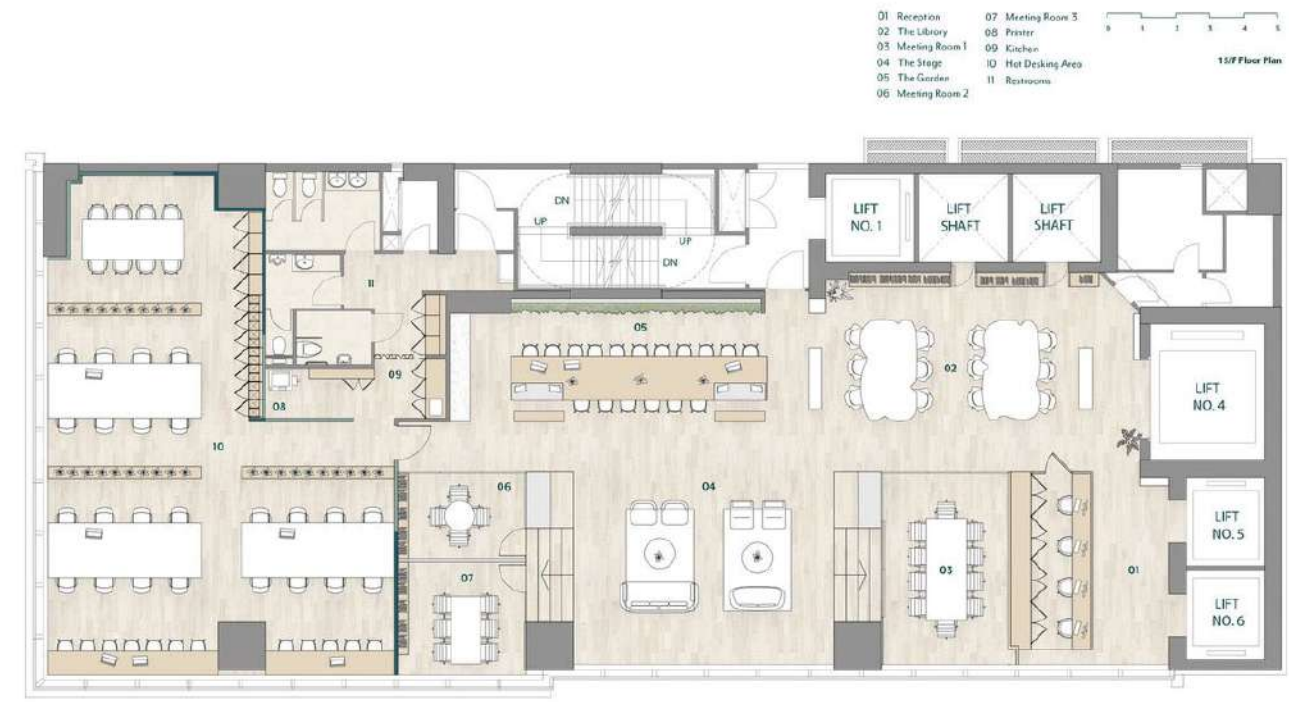 01 Reception
02 The Library
03 Meeting Room 1
04 The Stage
05 The Garden
06 Meeting Room 2
07 Meeting Room 3
08 Printer
09 Kitchen
10 Hot Desking Area
11 Restrooms
0 1 2 3 4 5
15/F Floor Plan
DN
UP
UP
DN
LIFT
NO. 1
LIFT
SHAFT
LIFT
SHAFT
11
05
09
08
02
LIFT
NO. 4
10
06
04
LIFT
NO. 5
07
03
01
LIFT
NO. 6